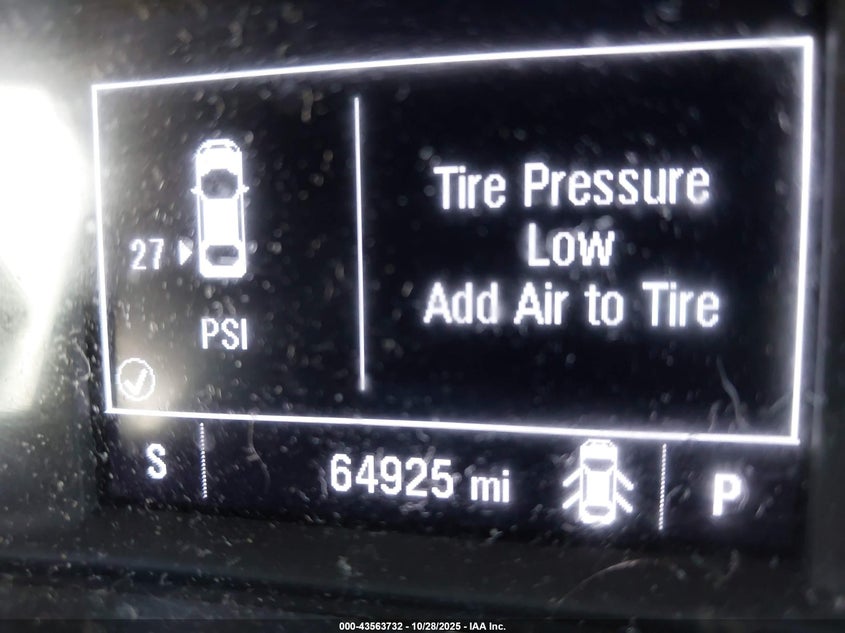 Tire Pressure
Low
Add Air to Tire
27
PSI
S
64925 mi
P
000-43563732 - 10/28/2025 - IAA Inc.